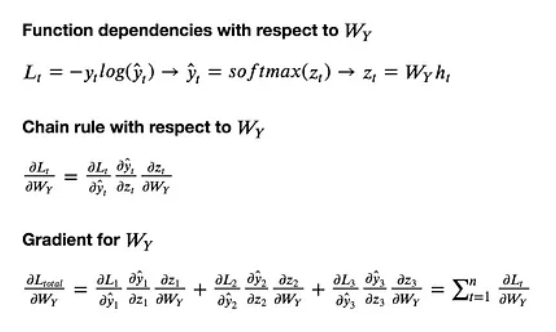 Function dependencies with respect to W_Y
L_t = −y_t log(ŷ_t) → ŷ_t = softmax(z_t) → z_t = W_Y h_t
Chain rule with respect to W_Y
∂L_t/∂W_Y = ∂L_t/∂ŷ_t ∂ŷ_t/∂z_t ∂z_t/∂W_Y
Gradient for W_Y
∂L_total/∂W_Y = ∂L_1/∂ŷ_1 ∂ŷ_1/∂z_1 ∂z_1/∂W_Y + ∂L_2/∂ŷ_2 ∂ŷ_2/∂z_2 ∂z_2/∂W_Y + ∂L_3/∂ŷ_3 ∂ŷ_3/∂z_3 ∂z_3/∂W_Y = ∑_{t=1}^{n} ∂L_t/∂W_Y